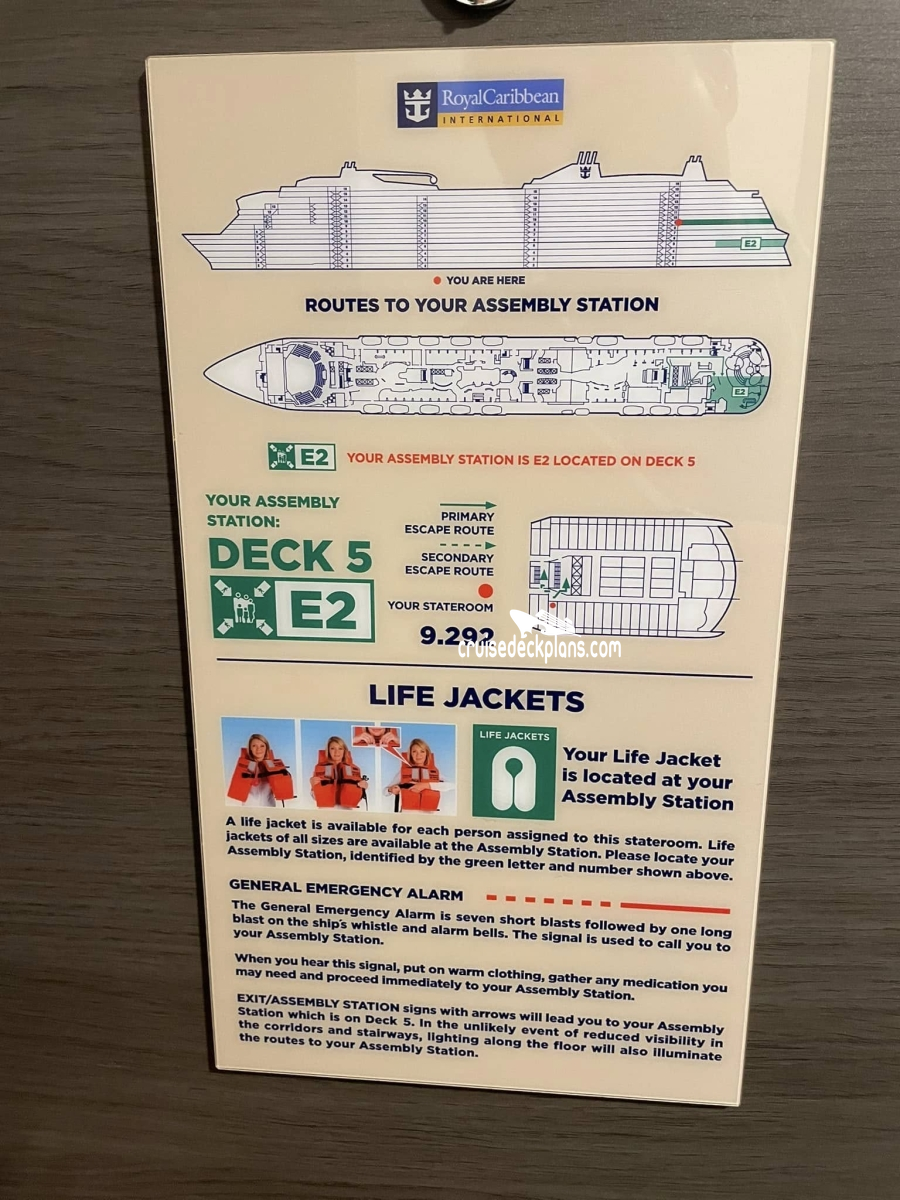 RoyalCaribbean
INTERNATIONAL
E2
YOU ARE HERE
ROUTES TO YOUR ASSEMBLY STATION
E2
E2
YOUR ASSEMBLY STATION IS E2 LOCATED ON DECK 5
YOUR ASSEMBLY
STATION:
DECK 5
E2
PRIMARY
ESCAPE ROUTE
SECONDARY
ESCAPE ROUTE
YOUR STATEROOM
9.292
cruisedeckplans.com
LIFE JACKETS
LIFE JACKETS
Your Life Jacket
is located at your
Assembly Station
A life jacket is available for each person assigned to this stateroom. Life
jackets of all sizes are available at the Assembly Station. Please locate your
Assembly Station, identified by the green letter and number shown above.
GENERAL EMERGENCY ALARM
The General Emergency Alarm is seven short blasts followed by one long
blast on the ship's whistle and alarm bells. The signal is used to call you to
your Assembly Station.
When you hear this signal, put on warm clothing, gather any medication you
may need and proceed immediately to your Assembly Station.
EXIT/ASSEMBLY STATION signs with arrows will lead you to your Assembly
Station which is on Deck 5. In the unlikely event of reduced visibility in
the corridors and stairways, lighting along the floor will also illuminate
the routes to your Assembly Station.